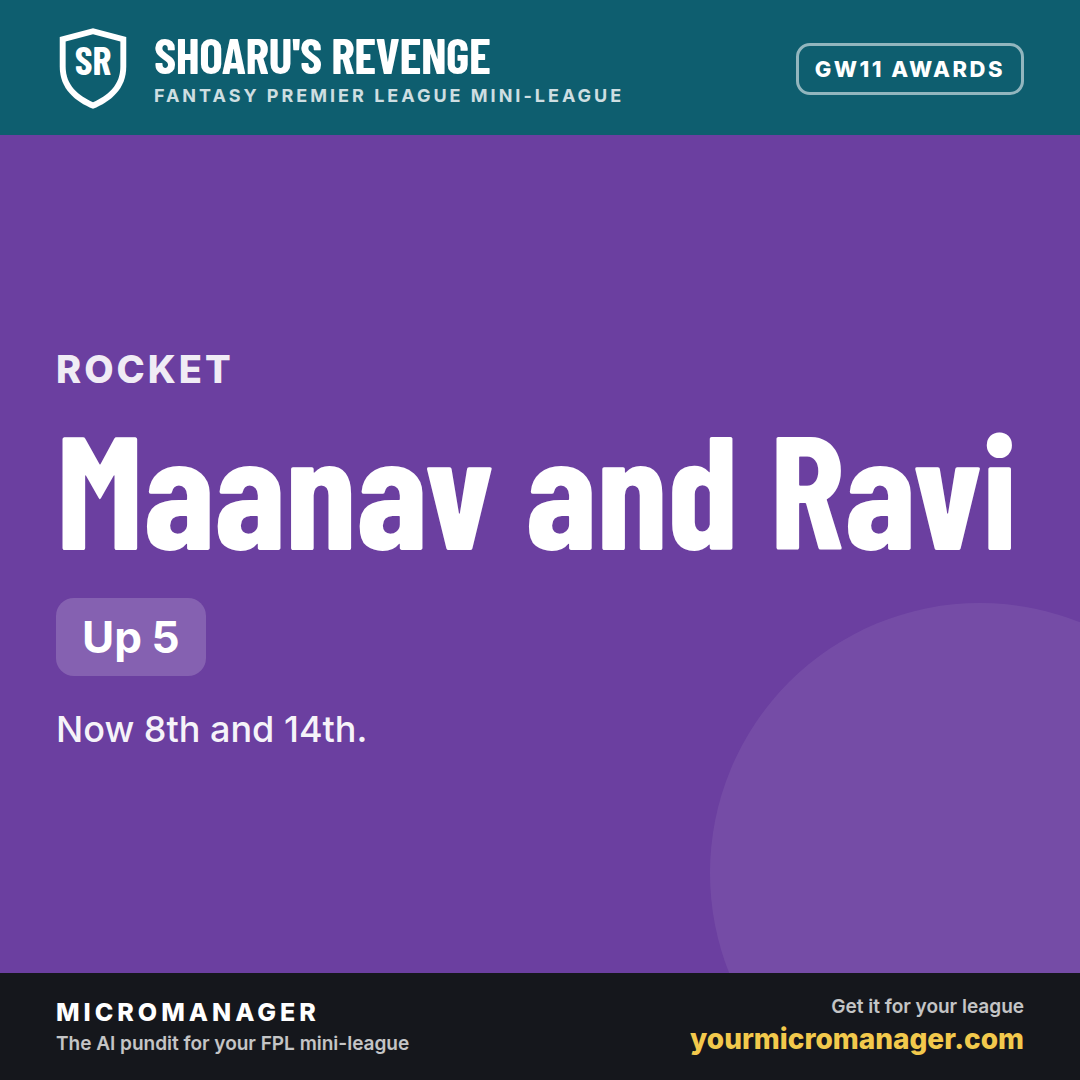 SR
SHOARU'S REVENGE
FANTASY PREMIER LEAGUE MINI-LEAGUE
GW11 AWARDS
ROCKET
Maanav and Ravi
Up 5
Now 8th and 14th.
MICROMANAGER
The AI pundit for your FPL mini-league
Get it for your league
yourmicromanager.com